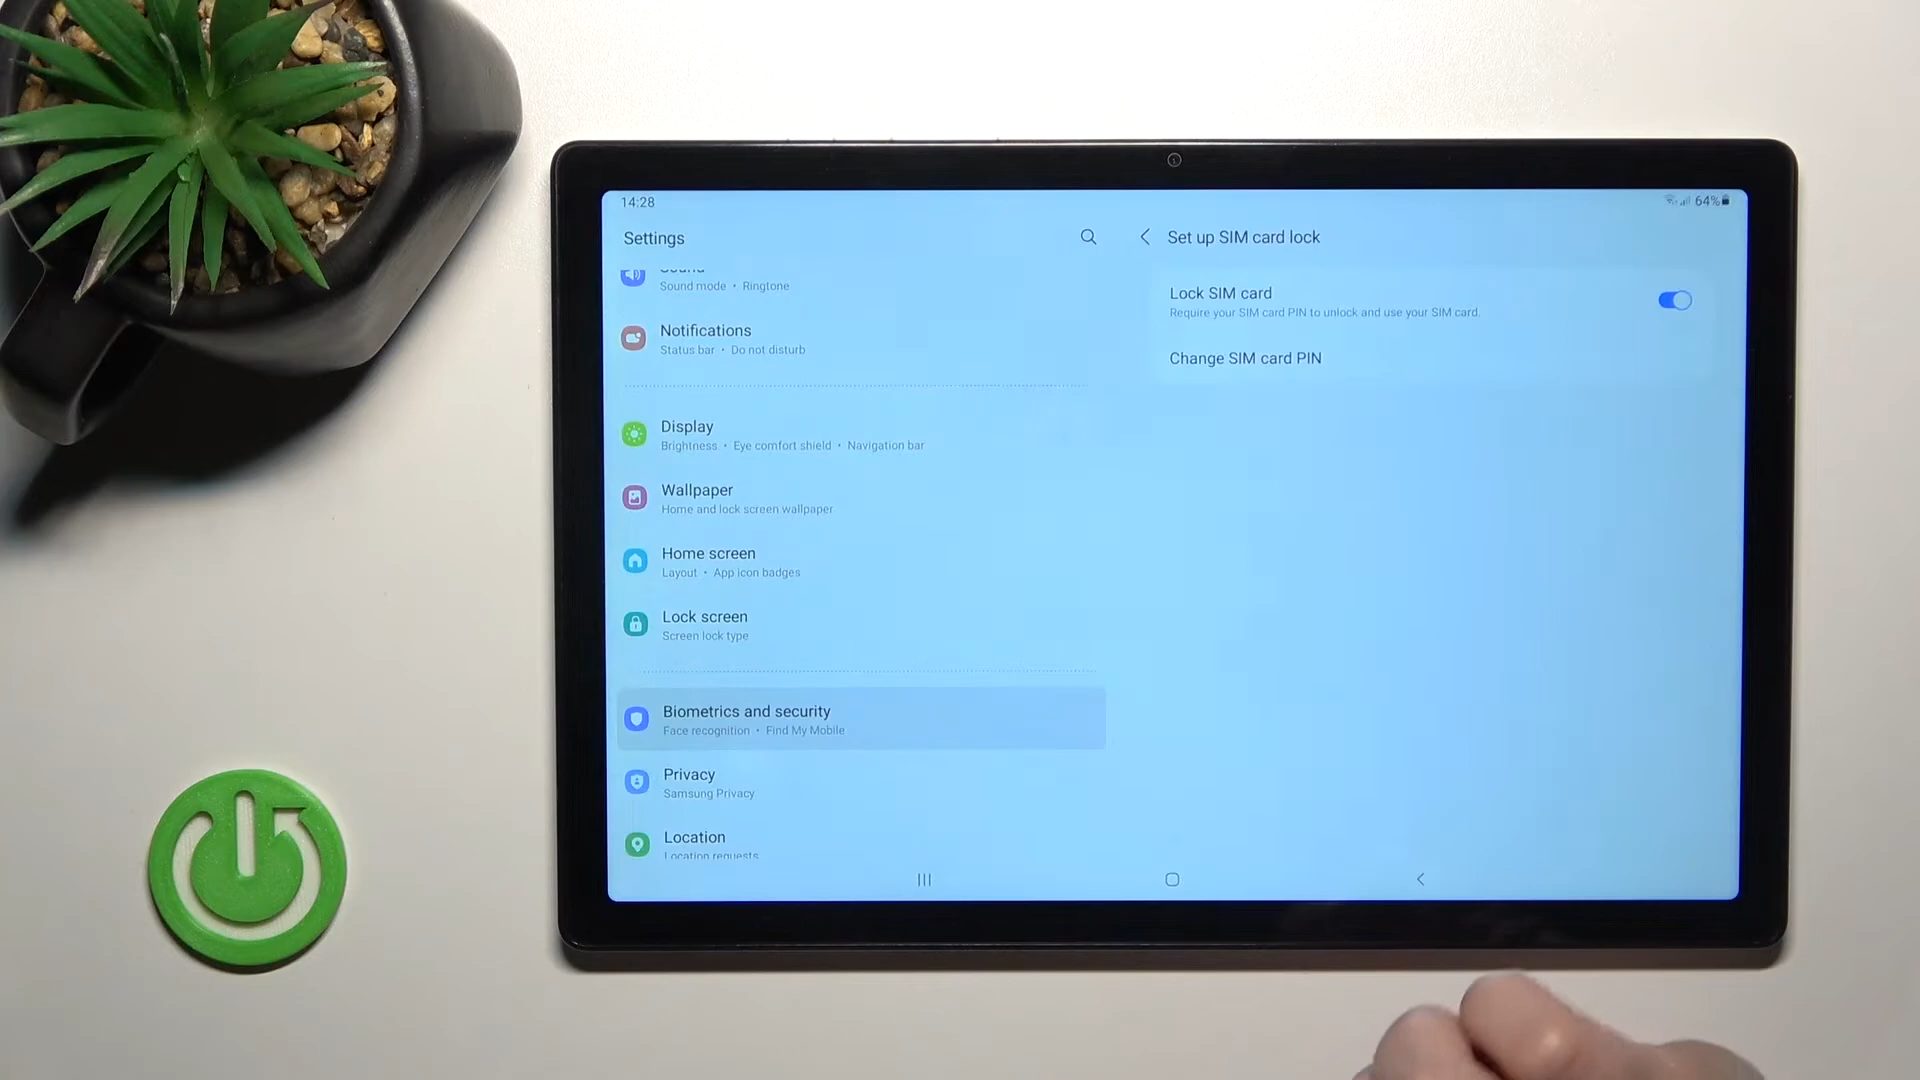 14:28
64%
Settings
Sound
Sound mode • Ringtone
Notifications
Status bar • Do not disturb
Display
Brightness • Eye comfort shield • Navigation bar
Wallpaper
Home and lock screen wallpaper
Home screen
Layout • App icon badges
Lock screen
Screen lock type
Biometrics and security
Face recognition • Find My Mobile
Privacy
Samsung Privacy
Location
Location requests
Set up SIM card lock
Lock SIM card
Require your SIM card PIN to unlock and use your SIM card.
Change SIM card PIN